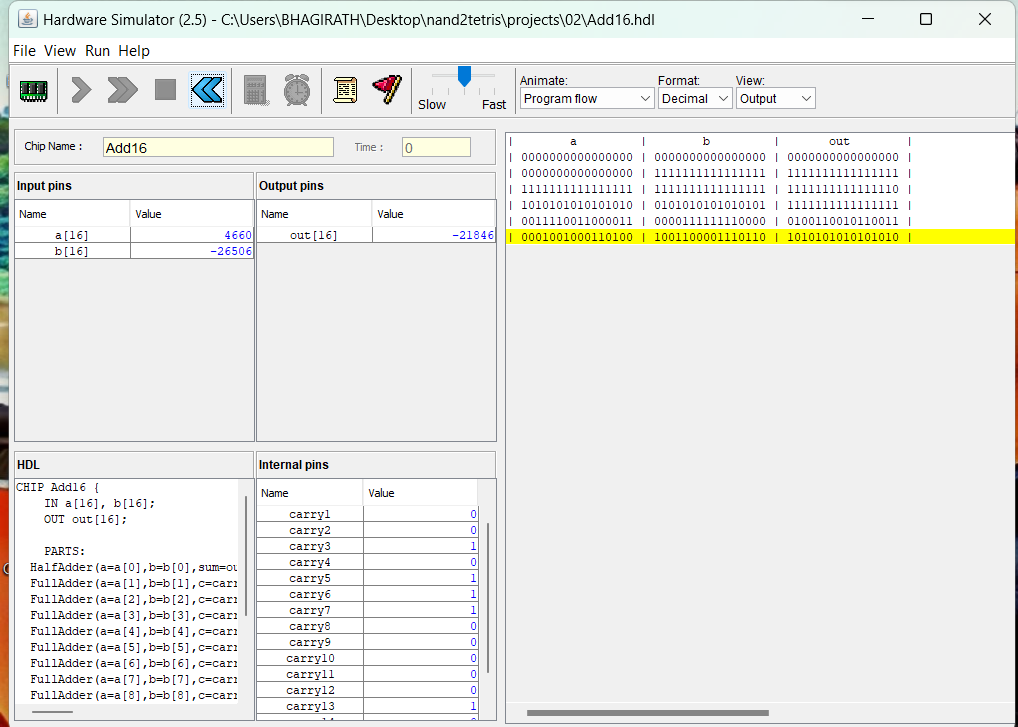 Hardware Simulator (2.5) - C:\Users\BHAGIRATH\Desktop\nand2tetris\projects\02\Add16.hdl
File View Run Help
Slow Fast
Animate: Format: View:
Program flow Decimal Output
Chip Name : Add16 Time : 0
Input pins
Name Value
a[16] 4660
b[16] -26506
Output pins
Name Value
out[16] -21846
HDL
CHIP Add16 {
IN a[16], b[16];
OUT out[16];
PARTS:
HalfAdder(a=a[0],b=b[0],sum=ou
FullAdder(a=a[1],b=b[1],c=carr
FullAdder(a=a[2],b=b[2],c=carr
FullAdder(a=a[3],b=b[3],c=carr
FullAdder(a=a[4],b=b[4],c=carr
FullAdder(a=a[5],b=b[5],c=carr
FullAdder(a=a[6],b=b[6],c=carr
FullAdder(a=a[7],b=b[7],c=carr
FullAdder(a=a[8],b=b[8],c=carr
Internal pins
Name Value
carry1 0
carry2 0
carry3 1
carry4 0
carry5 1
carry6 1
carry7 1
carry8 0
carry9 0
carry10 0
carry11 0
carry12 0
carry13 1
| a | b | out |
| 0000000000000000 | 0000000000000000 | 0000000000000000 |
| 0000000000000000 | 1111111111111111 | 1111111111111111 |
| 1111111111111111 | 1111111111111111 | 1111111111111110 |
| 1010101010101010 | 0101010101010101 | 1111111111111111 |
| 0011110011000011 | 0000111111110000 | 0100110010110011 |
| 0001001000110100 | 1001100001110110 | 1010101010101010 |